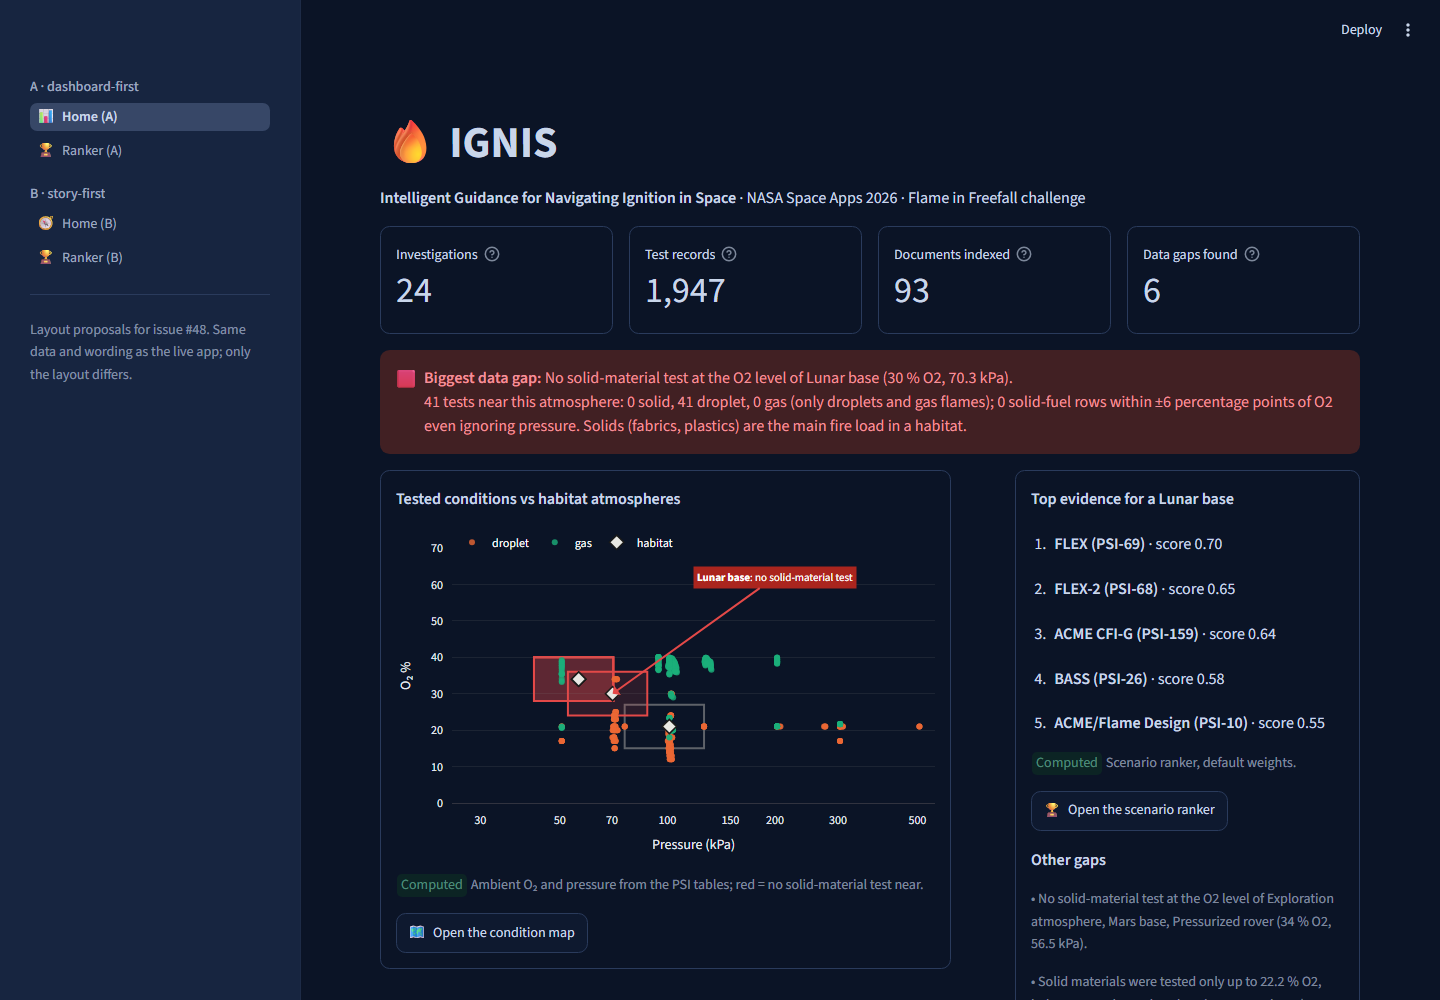 Deploy
A · dashboard-first
Home (A)
Ranker (A)
B · story-first
Home (B)
Ranker (B)
Layout proposals for issue #48. Same
data and wording as the live app; only
the layout differs.
IGNIS
Intelligent Guidance for Navigating Ignition in Space · NASA Space Apps 2026 · Flame in Freefall challenge
Investigations
24
Test records
1,947
Documents indexed
93
Data gaps found
6
Biggest data gap: No solid-material test at the O2 level of Lunar base (30 % O2, 70.3 kPa).
41 tests near this atmosphere: 0 solid, 41 droplet, 0 gas (only droplets and gas flames); 0 solid-fuel rows within ±6 percentage points of O2
even ignoring pressure. Solids (fabrics, plastics) are the main fire load in a habitat.
Tested conditions vs habitat atmospheres
droplet gas habitat
Lunar base: no solid-material test
70
60
50
40
30
20
10
0
O₂ %
30 50 70 100 150 200 300 500
Pressure (kPa)
Computed Ambient O₂ and pressure from the PSI tables; red = no solid-material test near.
Open the condition map
Top evidence for a Lunar base
1. FLEX (PSI-69) · score 0.70
2. FLEX-2 (PSI-68) · score 0.65
3. ACME CFI-G (PSI-159) · score 0.64
4. BASS (PSI-26) · score 0.58
5. ACME/Flame Design (PSI-10) · score 0.55
Computed Scenario ranker, default weights.
Open the scenario ranker
Other gaps
• No solid-material test at the O2 level of Exploration
atmosphere, Mars base, Pressurized rover (34 % O2,
56.5 kPa).
• Solid materials were tested only up to 22.2 % O2,